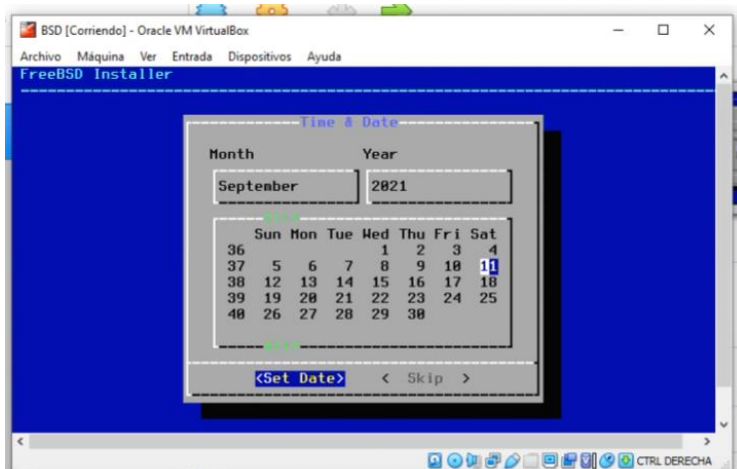 BSD [Corriendo] - Oracle VM VirtualBox
Archivo Máquina Ver Entrada Dispositivos Ayuda
FreeBSD Installer
Time & Date
Month Year
September 2021
Sun Mon Tue Wed Thu Fri Sat
36 1 2 3 4
37 5 6 7 8 9 10 11
38 12 13 14 15 16 17 18
39 19 20 21 22 23 24 25
40 26 27 28 29 30
<Set Date> < Skip >
CTRL DERECHA